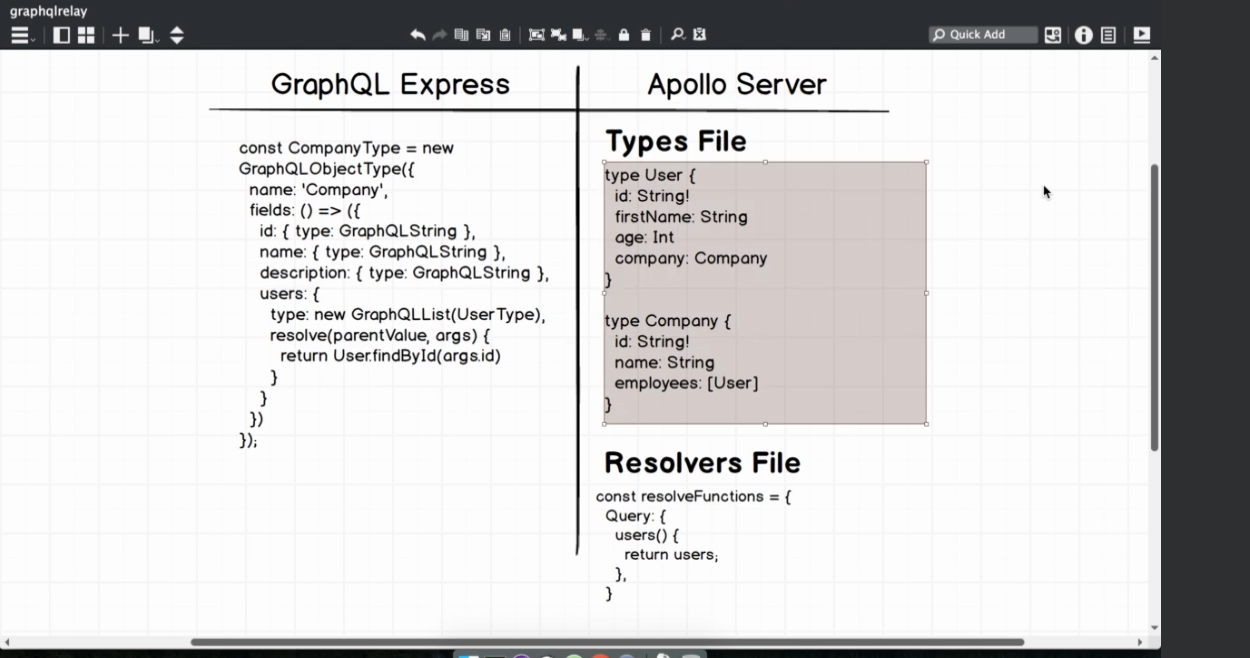 graphqlrelay
Quick Add
GraphQL Express
Apollo Server
const CompanyType = new
GraphQLObjectType({
name: 'Company',
fields: () => ({
id: { type: GraphQLString },
name: { type: GraphQLString },
description: { type: GraphQLString },
users: {
type: new GraphQLList(UserType),
resolve(parentValue, args) {
return User.findById(args.id)
}
}
})
});
Types File
type User {
id: String!
firstName: String
age: Int
company: Company
}
type Company {
id: String!
name: String
employees: [User]
}
Resolvers File
const resolveFunctions = {
Query: {
users() {
return users;
},
}